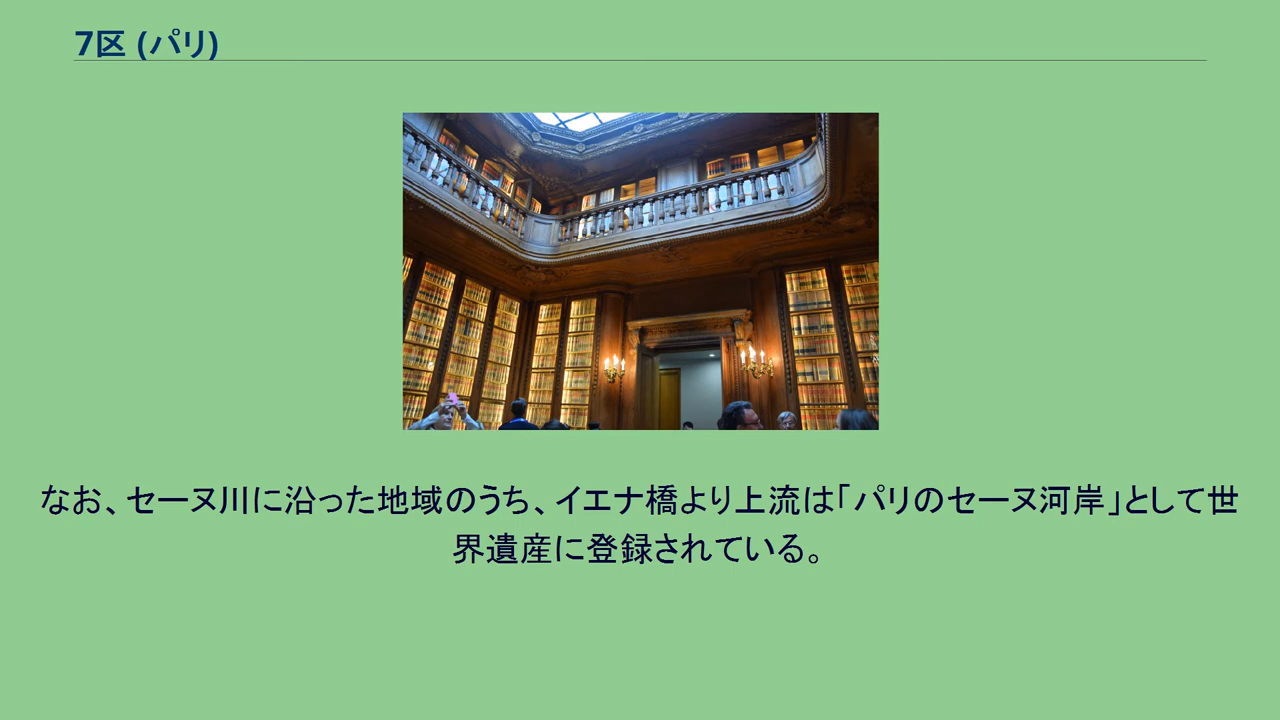 7区 (パリ)
なお、セーヌ川に沿った地域のうち、イエナ橋より上流は「パリのセーヌ河岸」として世
界遺産に登録されている。